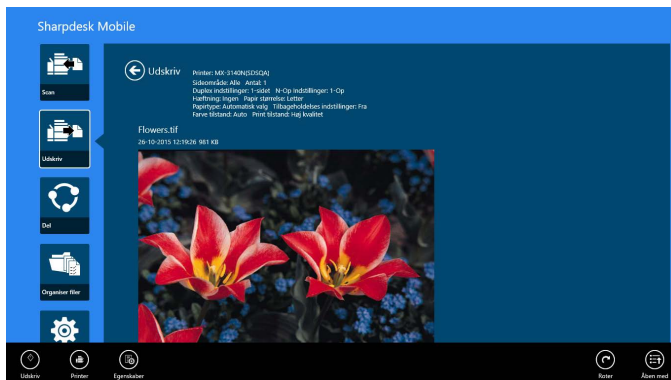 Sharpdesk Mobile
Scan
Udskriv
Del
Organiser filer
Udskriv
Printer: MX-3140N(SDSQA)
Sideområde: Alle Antal: 1
Duplex indstillinger: 1-sidet N-Op Indstillinger: 1-Op
Hæftning: Ingen Papir størrelse: Letter
Papirtype: Automatisk valg Tilbageholdelses indstillinger: Fra
Farve tilstand: Auto Print tilstand: Høj kvalitet
Flowers.tif
26-10-2015 12:19:26 981 KB
Udskriv
Printer
Egenskaber
Roter
Åben med